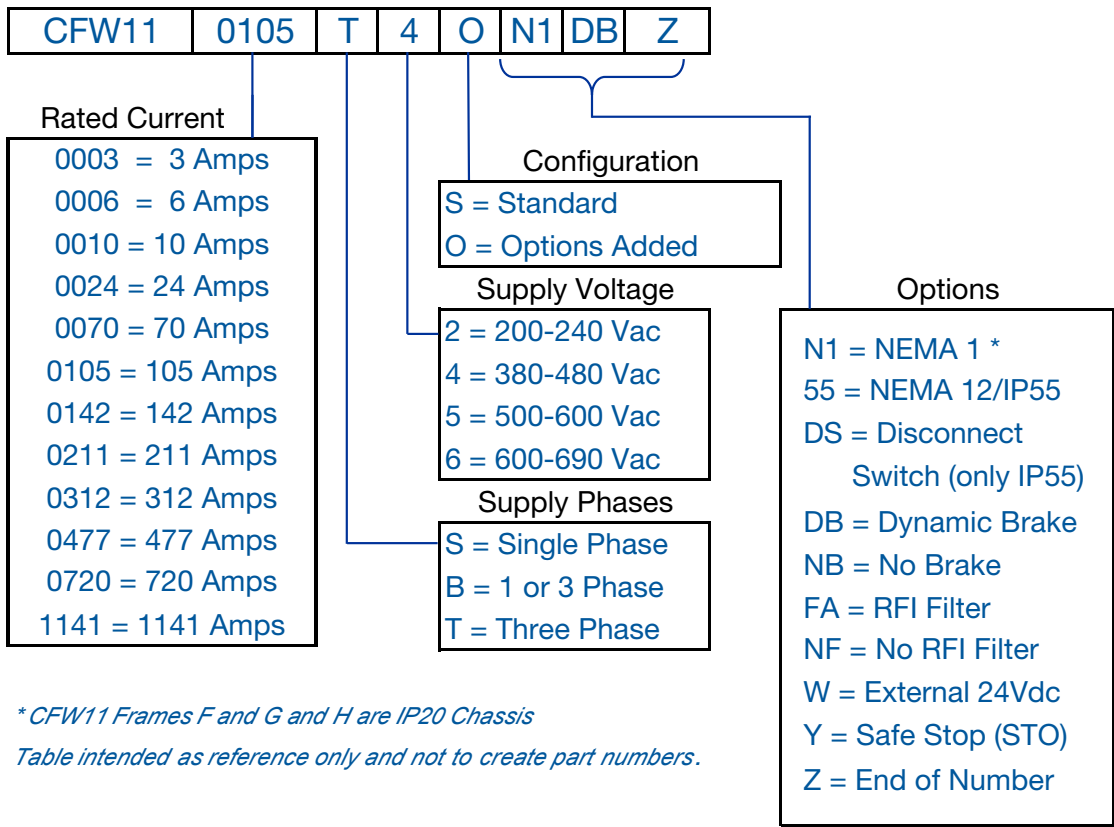 CFW11 0105 T 4 O N1 DB Z
Rated Current
0003 = 3 Amps
0006 = 6 Amps
0010 = 10 Amps
0024 = 24 Amps
0070 = 70 Amps
0105 = 105 Amps
0142 = 142 Amps
0211 = 211 Amps
0312 = 312 Amps
0477 = 477 Amps
0720 = 720 Amps
1141 = 1141 Amps
Configuration
S = Standard
O = Options Added
Supply Voltage
2 = 200-240 Vac
4 = 380-480 Vac
5 = 500-600 Vac
6 = 600-690 Vac
Supply Phases
S = Single Phase
B = 1 or 3 Phase
T = Three Phase
Options
N1 = NEMA 1 *
55 = NEMA 12/IP55
DS = Disconnect
Switch (only IP55)
DB = Dynamic Brake
NB = No Brake
FA = RFI Filter
NF = No RFI Filter
W = External 24Vdc
Y = Safe Stop (STO)
Z = End of Number
* CFW11 Frames F and G and H are IP20 Chassis
Table intended as reference only and not to create part numbers.